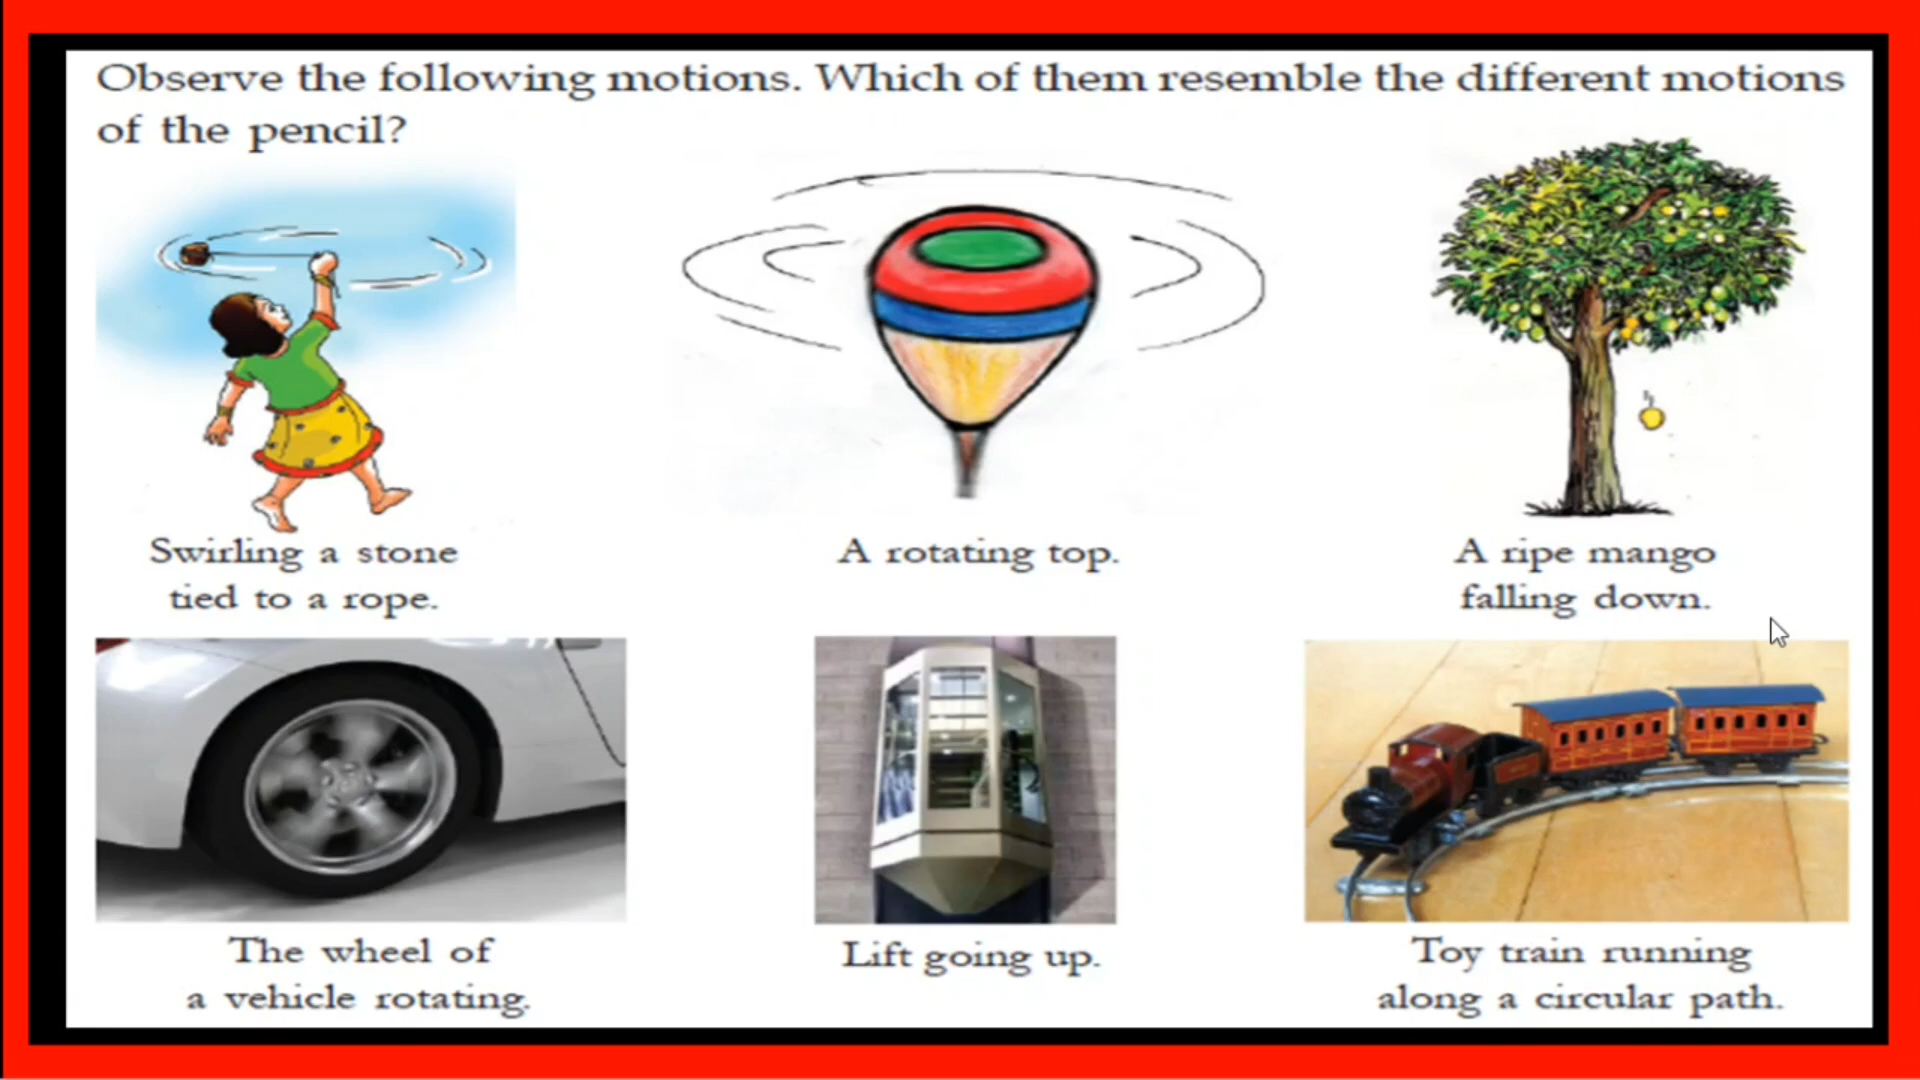 Observe the following motions. Which of them resemble the different motions
of the pencil?
Swirling a stone
tied to a rope.
A rotating top.
A ripe mango
falling down.
The wheel of
a vehicle rotating.
Lift going up.
Toy train running
along a circular path.